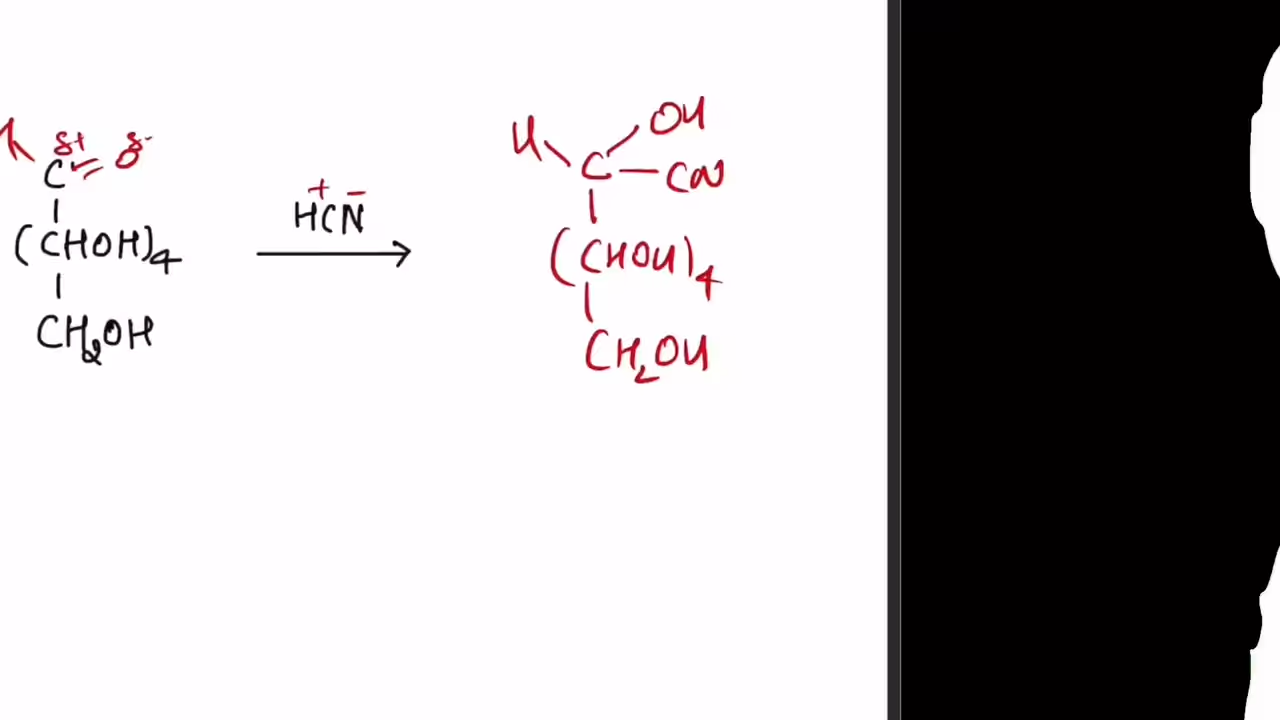 H δ+ δ-
C=O
(CHOH)4
CH2OH
+ -
HCN
H OH
C-CN
(CHOH)4
CH2OH